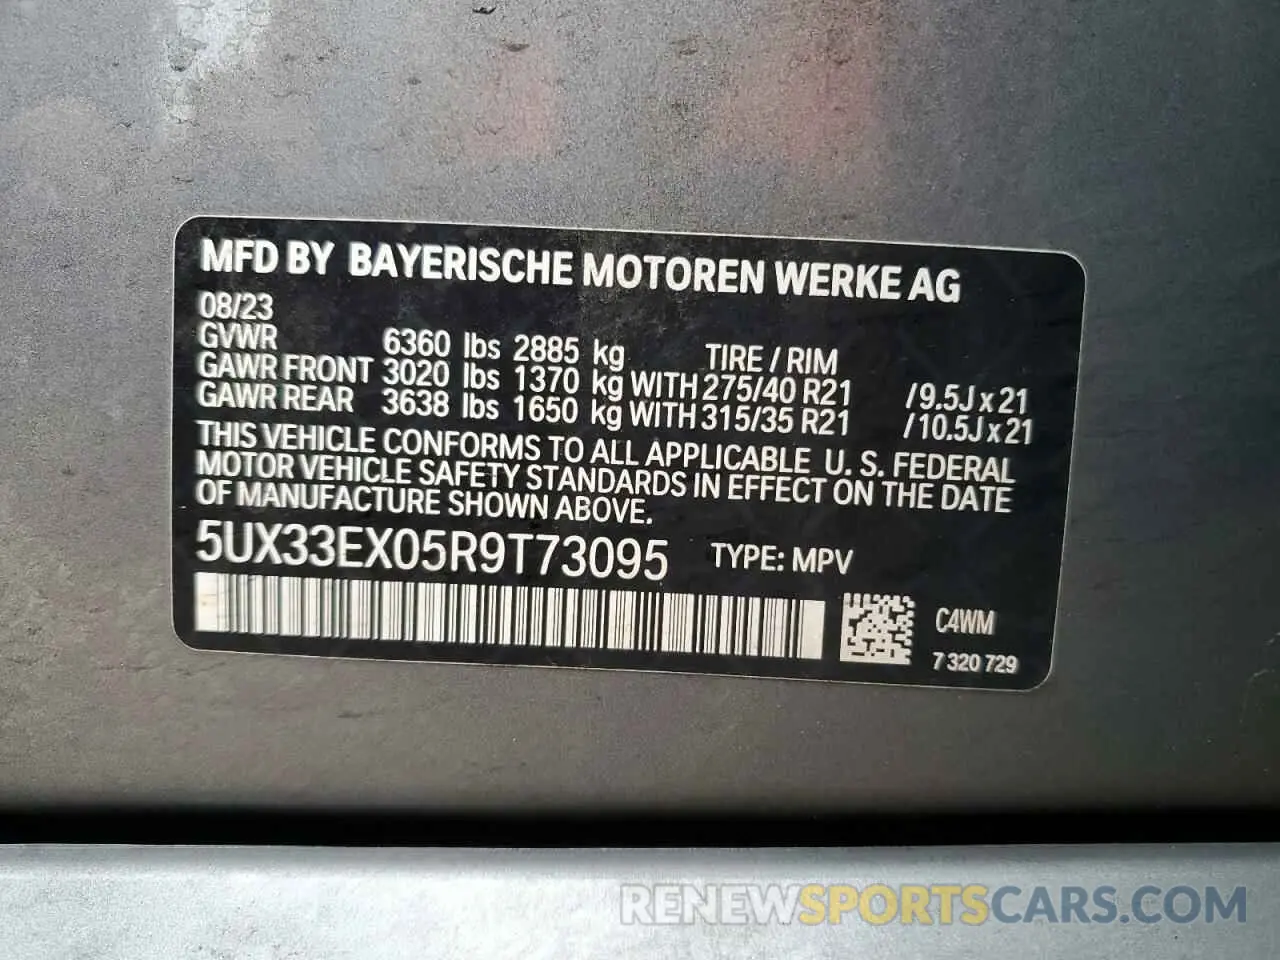 MFD BY BAYERISCHE MOTOREN WERKE AG
08/23
GVWR 6360 lbs 2885 kg TIRE / RIM
GAWR FRONT 3020 lbs 1370 kg WITH 275/40 R21 /9.5J x 21
GAWR REAR 3638 lbs 1650 kg WITH 315/35 R21 /10.5J x 21
THIS VEHICLE CONFORMS TO ALL APPLICABLE U. S. FEDERAL
MOTOR VEHICLE SAFETY STANDARDS IN EFFECT ON THE DATE
OF MANUFACTURE SHOWN ABOVE.
5UX33EX05R9T73095 TYPE: MPV
C4WM
7 320 729
RENEWSPORTSCARS.COM